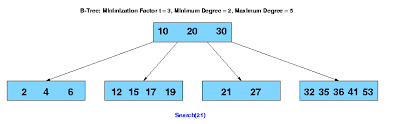 B-Tree: Minimization Factor t = 3, Minimum Degree = 2, Maximum Degree = 5
10 20 30
2 4 6 12 15 17 19 21 27 32 35 36 41 53
Search(21)